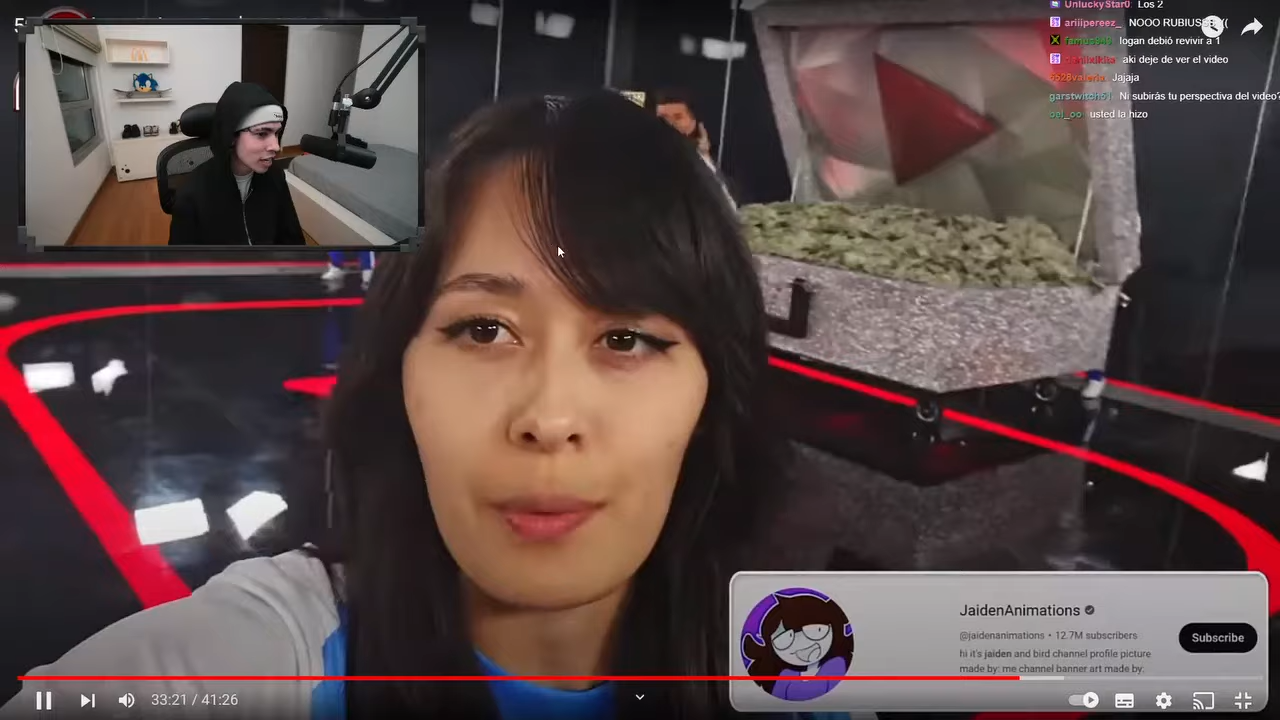 UnluckyStar0: Los 2
ariiipereez_
logan debió revivir a 1
aki deje de ver el video
6528valeria: Jajaja
Ni subirás tu perspectiva del video?
usted la hizo
JaidenAnimations
@jaidenanimations • 12.7M subscribers
hi it's jaiden and bird channel profile picture
made by: me channel banner art made by:
Subscribe
33:21 / 41:26